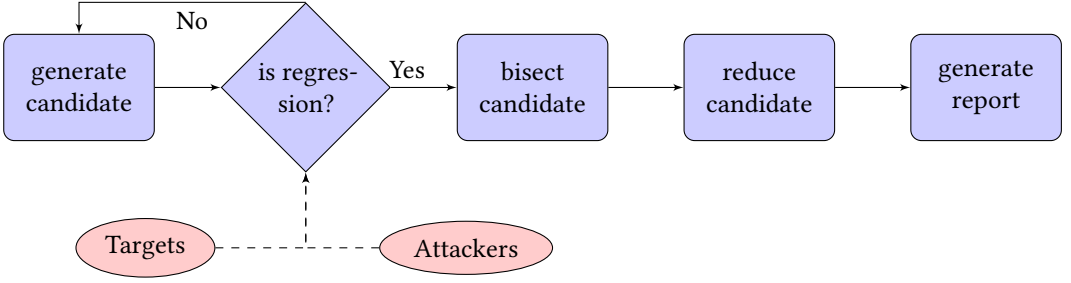 No
generate
candidate
is regres-
sion?
Yes
bisect
candidate
reduce
candidate
generate
report
Targets
Attackers